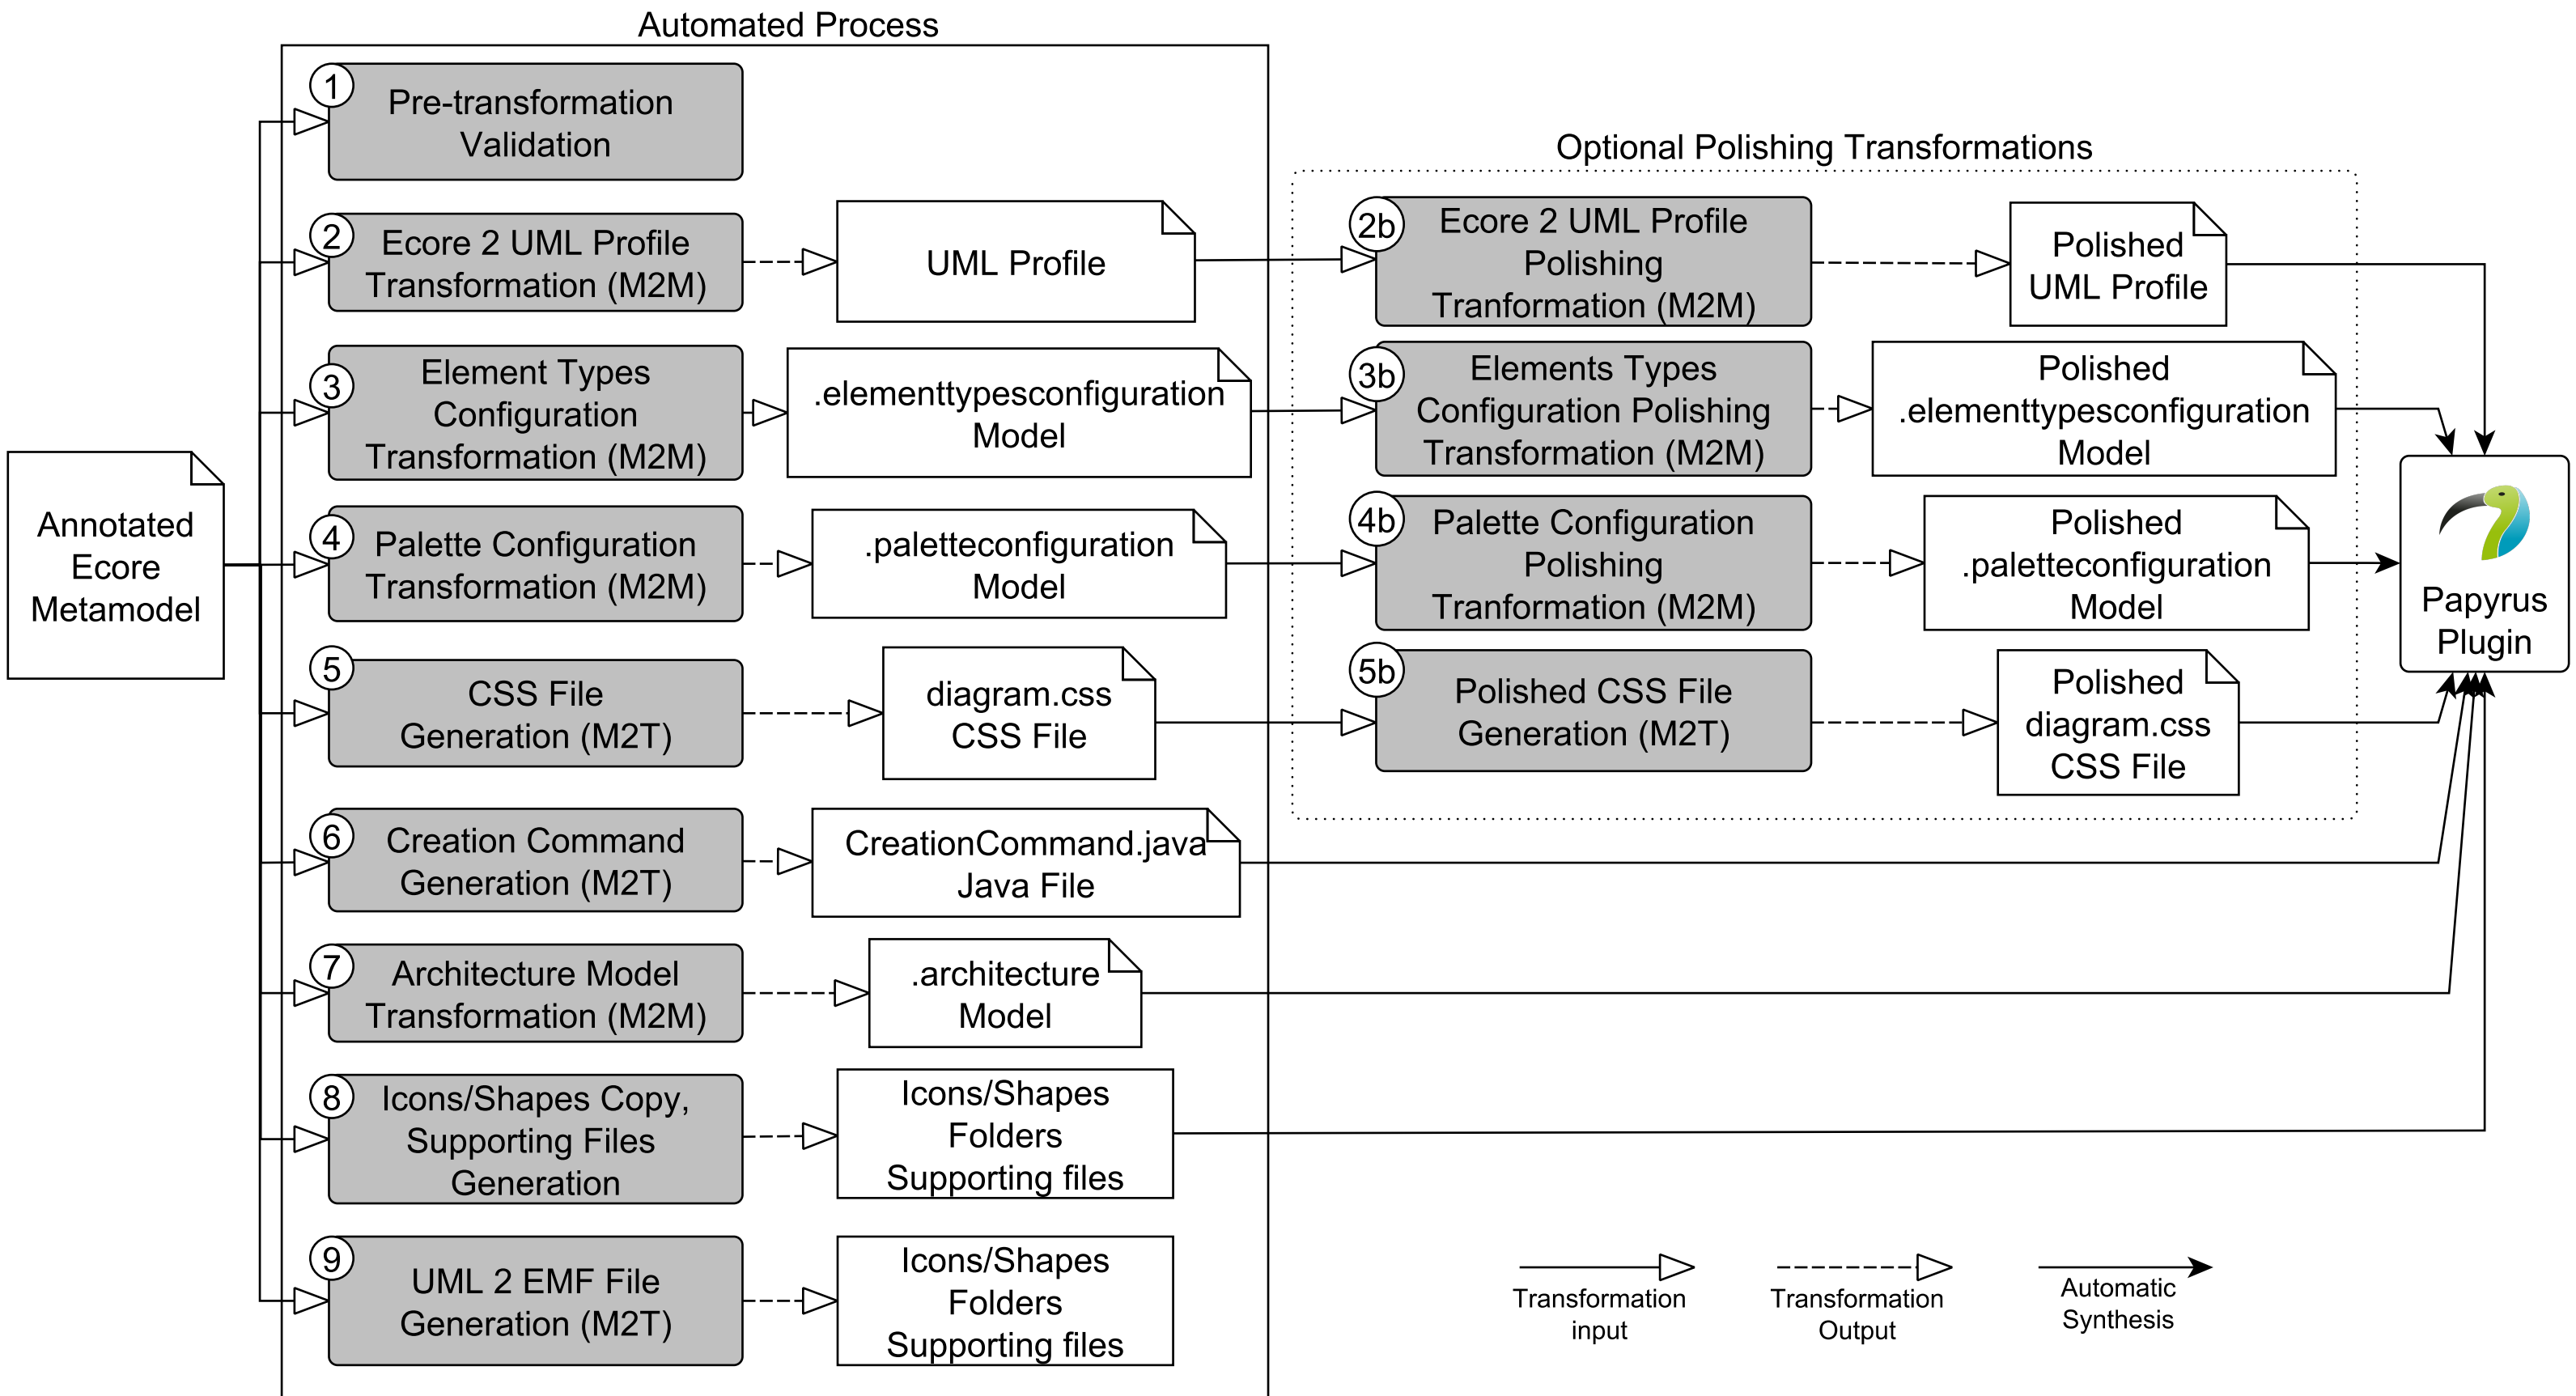 Automated Process
Annotated
Ecore
Metamodel
1
Pre-transformation
Validation
2
Ecore 2 UML Profile
Transformation (M2M)
UML Profile
3
Element Types
Configuration
Transformation (M2M)
.elementtypesconfiguration
Model
4
Palette Configuration
Transformation (M2M)
.paletteconfiguration
Model
5
CSS File
Generation (M2T)
diagram.css
CSS File
6
Creation Command
Generation (M2T)
CreationCommand.java
Java File
7
Architecture Model
Transformation (M2M)
.architecture
Model
8
Icons/Shapes Copy,
Supporting Files
Generation
Icons/Shapes
Folders
Supporting files
9
UML 2 EMF File
Generation (M2T)
Icons/Shapes
Folders
Supporting files
Optional Polishing Transformations
2b
Ecore 2 UML Profile
Polishing
Tranformation (M2M)
Polished
UML Profile
3b
Elements Types
Configuration Polishing
Transformation (M2M)
Polished
.elementtypesconfiguration
Model
4b
Palette Configuration
Polishing
Tranformation (M2M)
Polished
.paletteconfiguration
Model
5b
Polished CSS File
Generation (M2T)
Polished
diagram.css
CSS File
Papyrus
Plugin
Transformation
input
Transformation
Output
Automatic
Synthesis